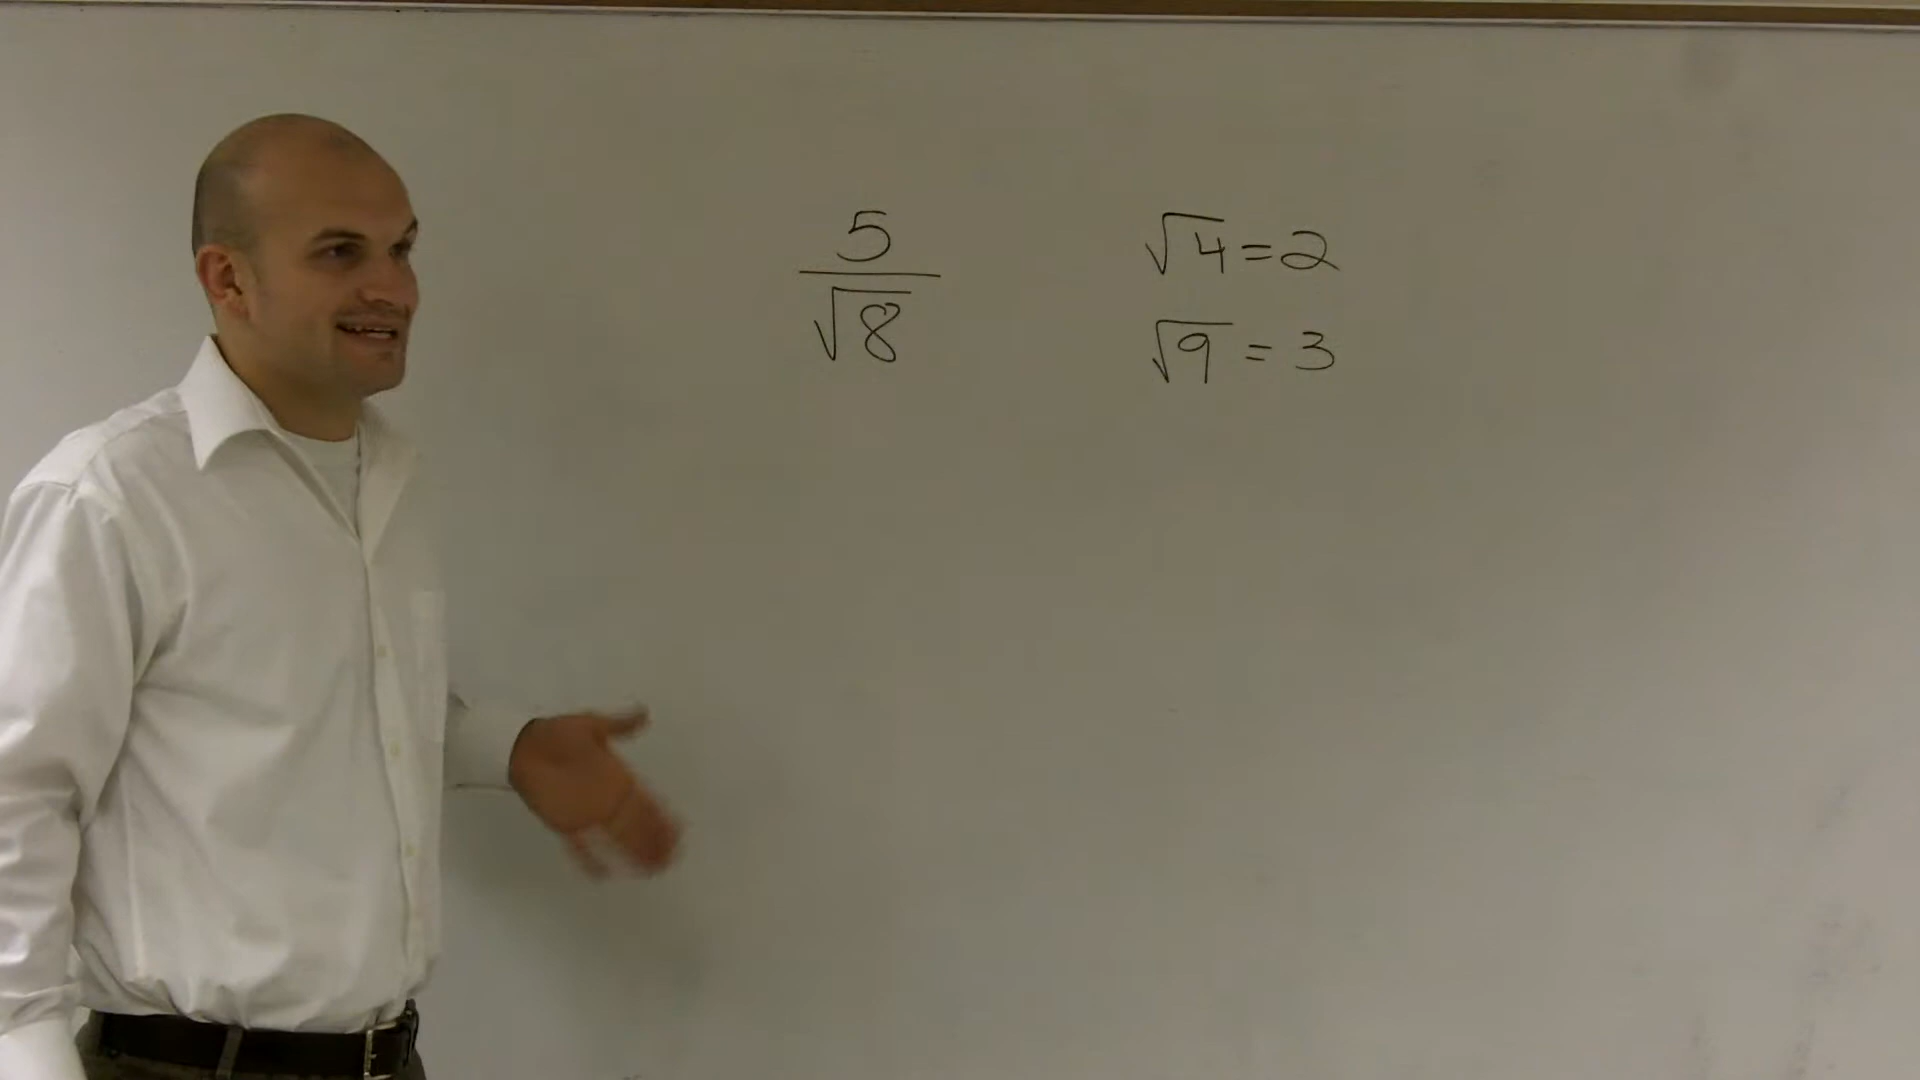 5
√8
√4 = 2
√9 = 3